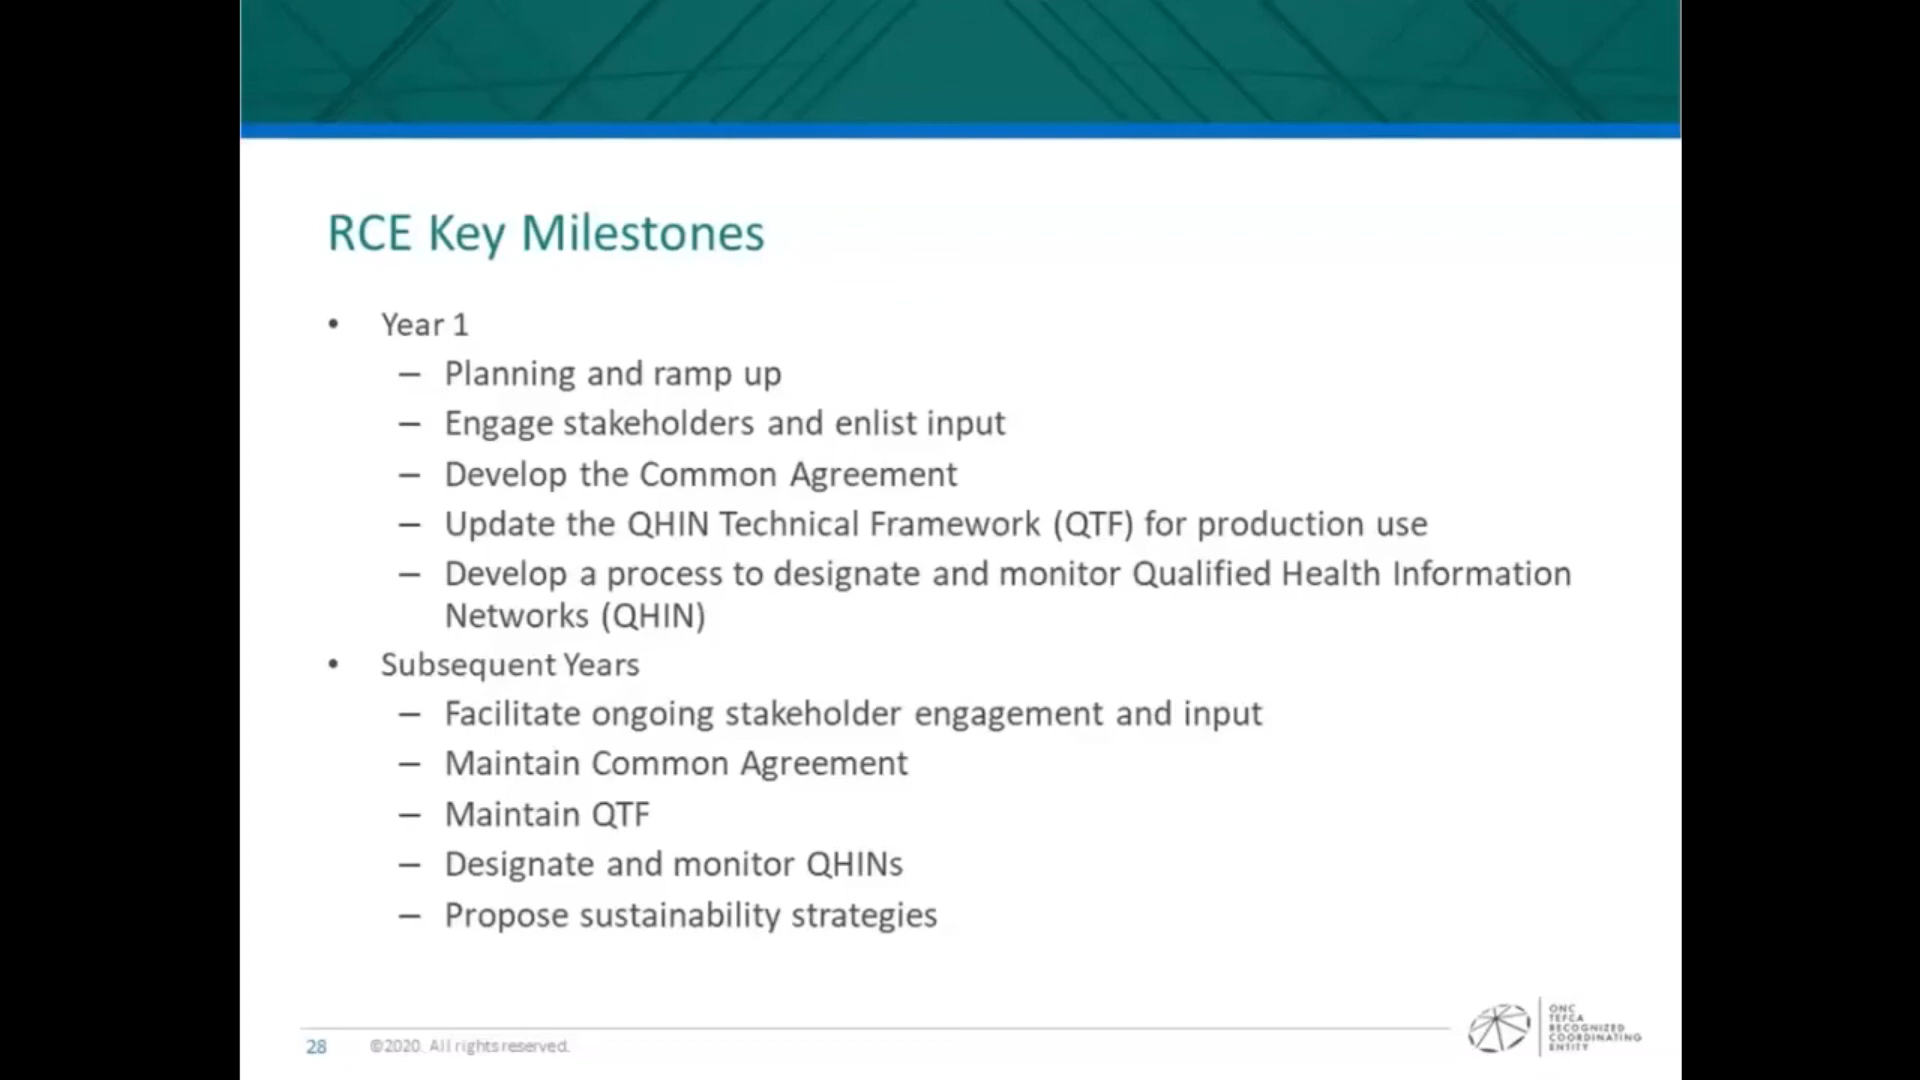 RCE Key Milestones
• Year 1
– Planning and ramp up
– Engage stakeholders and enlist input
– Develop the Common Agreement
– Update the QHIN Technical Framework (QTF) for production use
– Develop a process to designate and monitor Qualified Health Information
Networks (QHIN)
• Subsequent Years
– Facilitate ongoing stakeholder engagement and input
– Maintain Common Agreement
– Maintain QTF
– Designate and monitor QHINs
– Propose sustainability strategies
28 ©2020. All rights reserved.
ONC
TEFCA
RECOGNIZED
COORDINATING
ENTITY